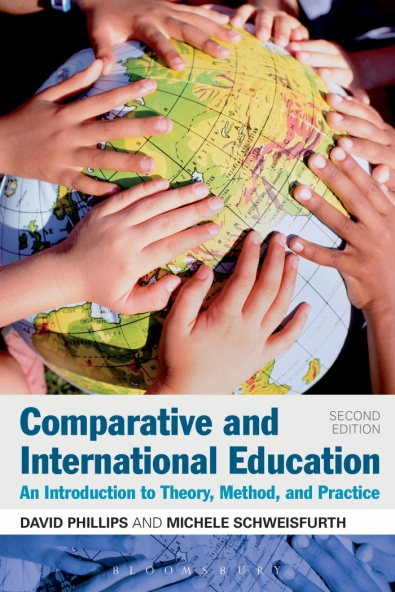 Comparative and
International Education
SECOND
EDITION
An Introduction to Theory, Method, and Practice
DAVID PHILLIPS AND MICHELE SCHWEISFURTH
BLOOMSBURY